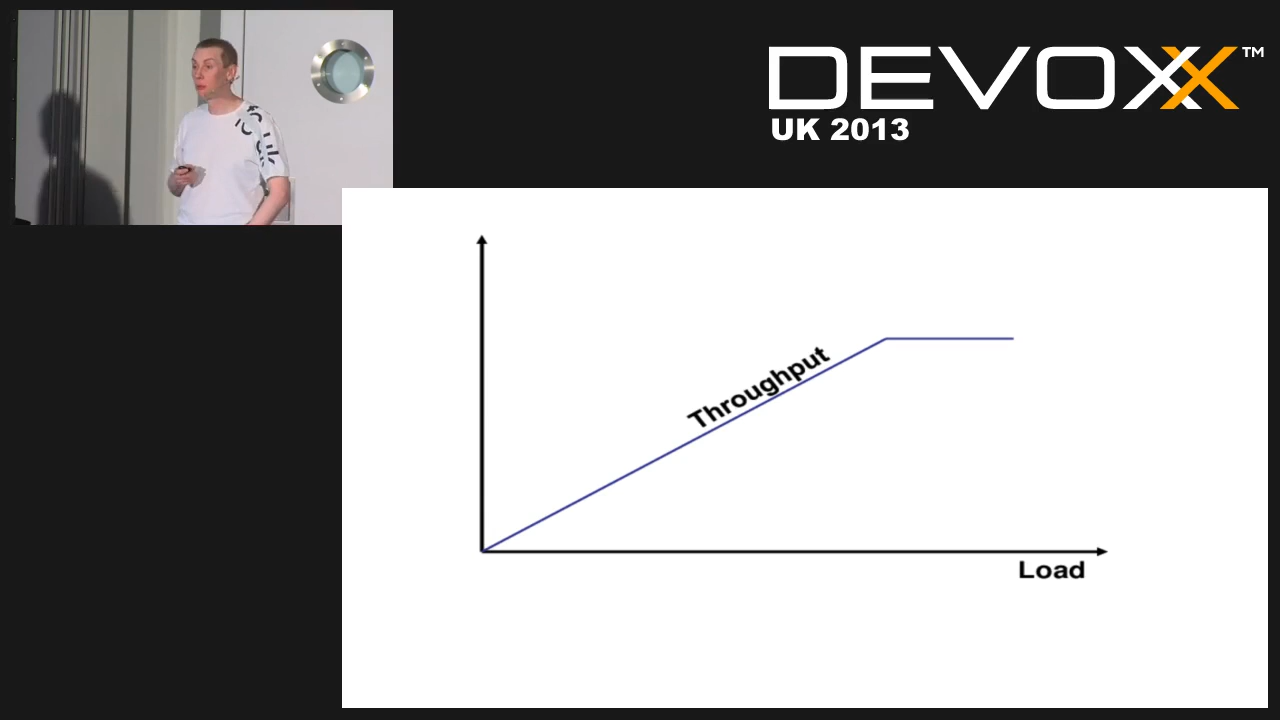 DEVOXX™
UK 2013
Throughput
Load